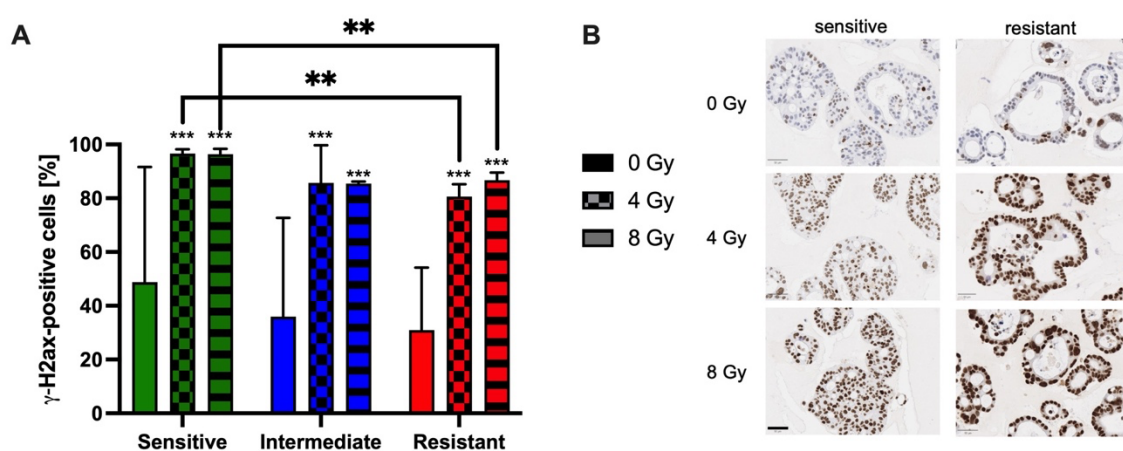 A
**
**
γ-H2ax-positive cells [%]
100
80
60
40
20
0
*** ***
*** ***
*** ***
Sensitive Intermediate Resistant
0 Gy
4 Gy
8 Gy
B
sensitive resistant
0 Gy
4 Gy
8 Gy